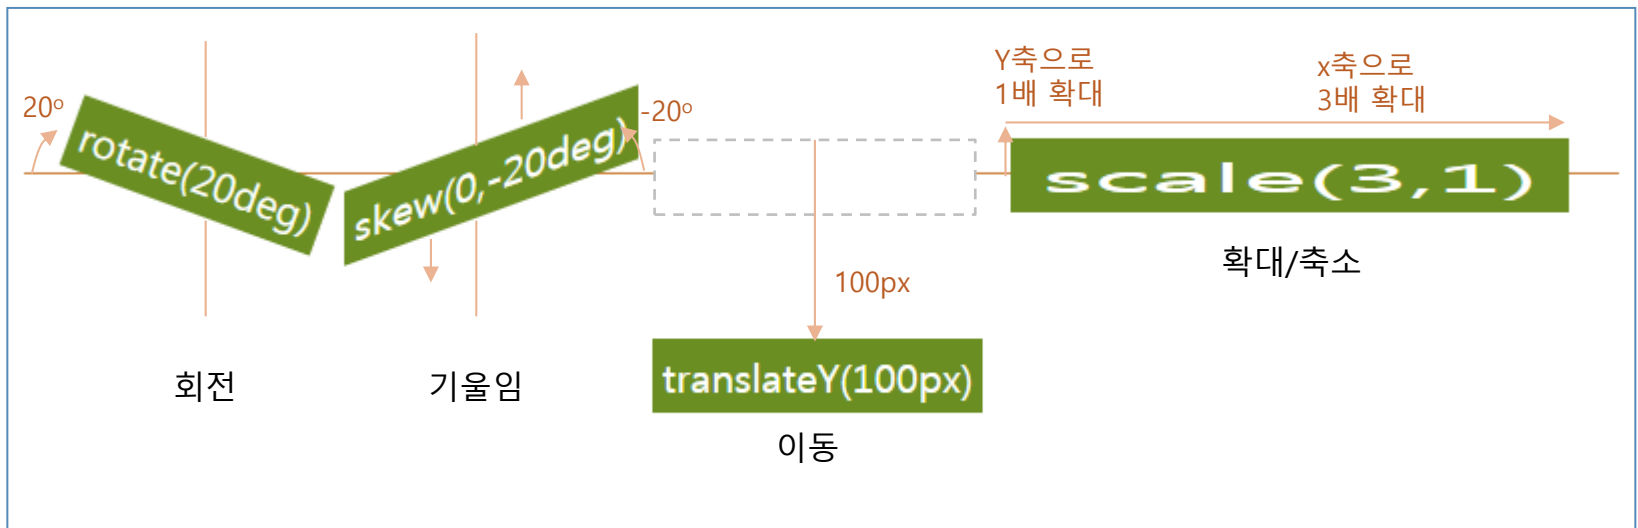 20º
rotate(20deg)
회전
skew(0,-20deg)
-20º
기울임
100px
translateY(100px)
이동
Y축으로
1배 확대
x축으로
3배 확대
scale(3,1)
확대/축소